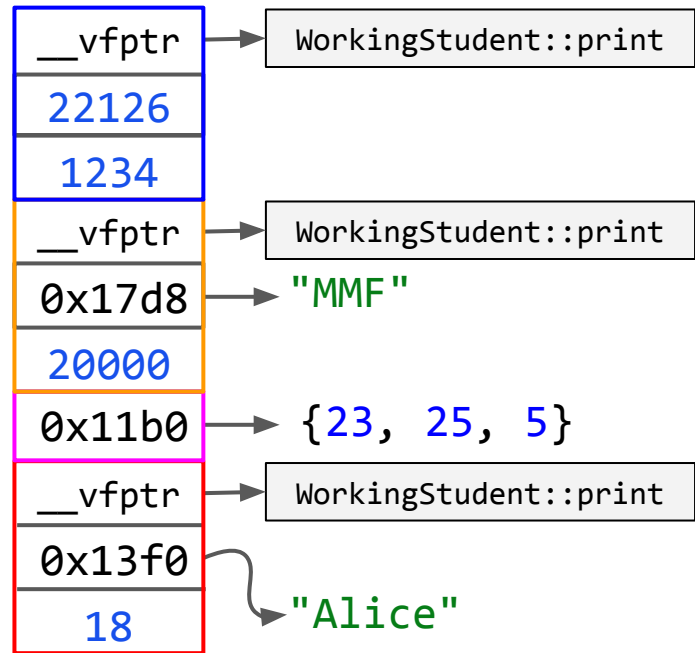 __vfptr WorkingStudent::print
22126
1234
__vfptr WorkingStudent::print
0x17d8 "MMF"
20000
0x11b0 {23, 25, 5}
__vfptr WorkingStudent::print
0x13f0
18 "Alice"